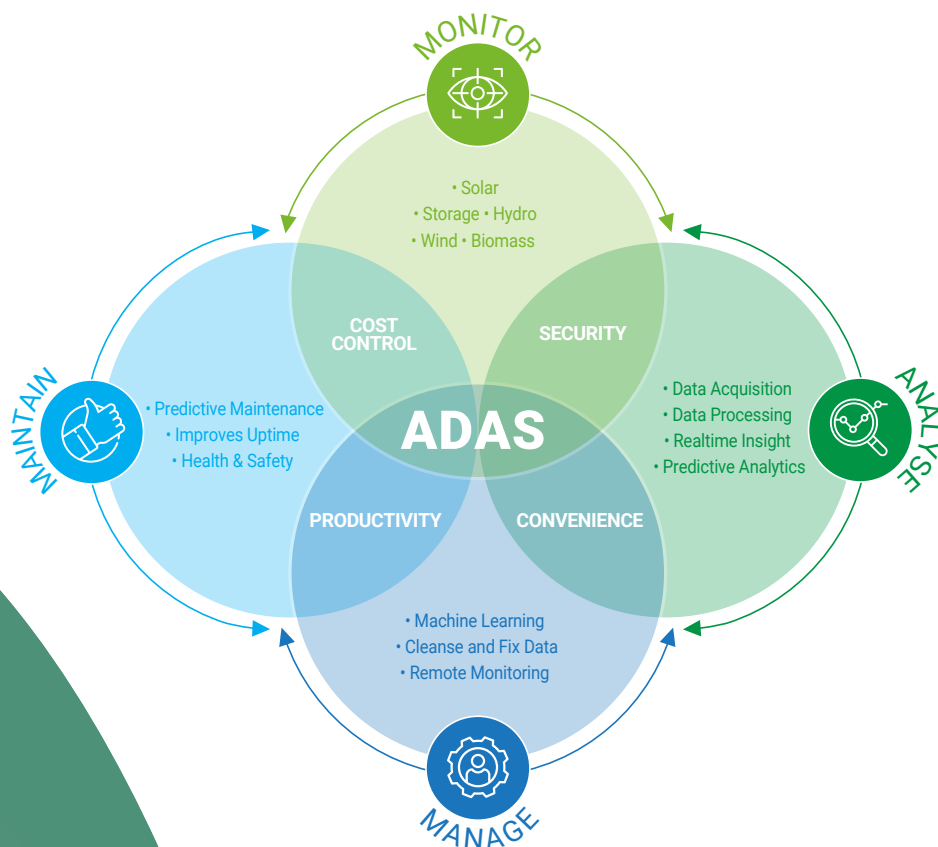 MONITOR
• Solar
• Storage • Hydro
• Wind • Biomass
COST
CONTROL
SECURITY
MAINTAIN
• Predictive Maintenance
• Improves Uptime
• Health & Safety
ADAS
• Data Acquisition
• Data Processing
• Realtime Insight
• Predictive Analytics
ANALYSE
PRODUCTIVITY
CONVENIENCE
• Machine Learning
• Cleanse and Fix Data
• Remote Monitoring
MANAGE